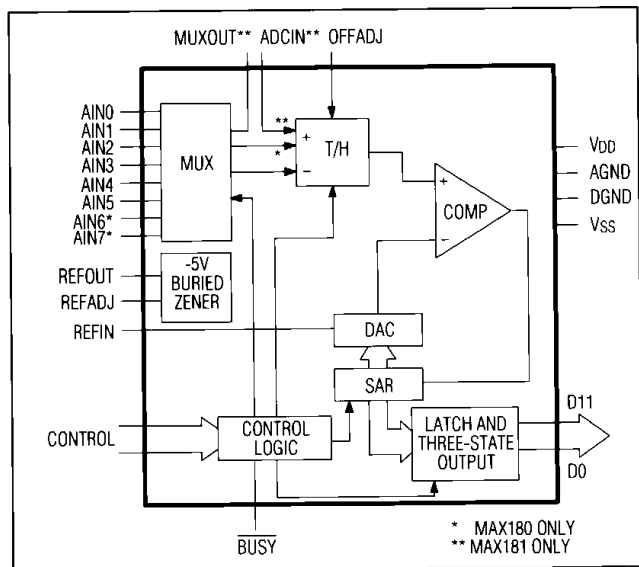 MUXOUT** ADCIN** OFFADJ
AIN0
AIN1
AIN2
AIN3
AIN4
AIN5
AIN6*
AIN7*
MUX
**
+
*
−
T/H
VDD
AGND
DGND
VSS
+
−
COMP
REFOUT
REFADJ
-5V
BURIED
ZENER
REFIN
DAC
SAR
CONTROL
CONTROL
LOGIC
LATCH AND
THREE-STATE
OUTPUT
D11
D0
BUSY
* MAX180 ONLY
** MAX181 ONLY